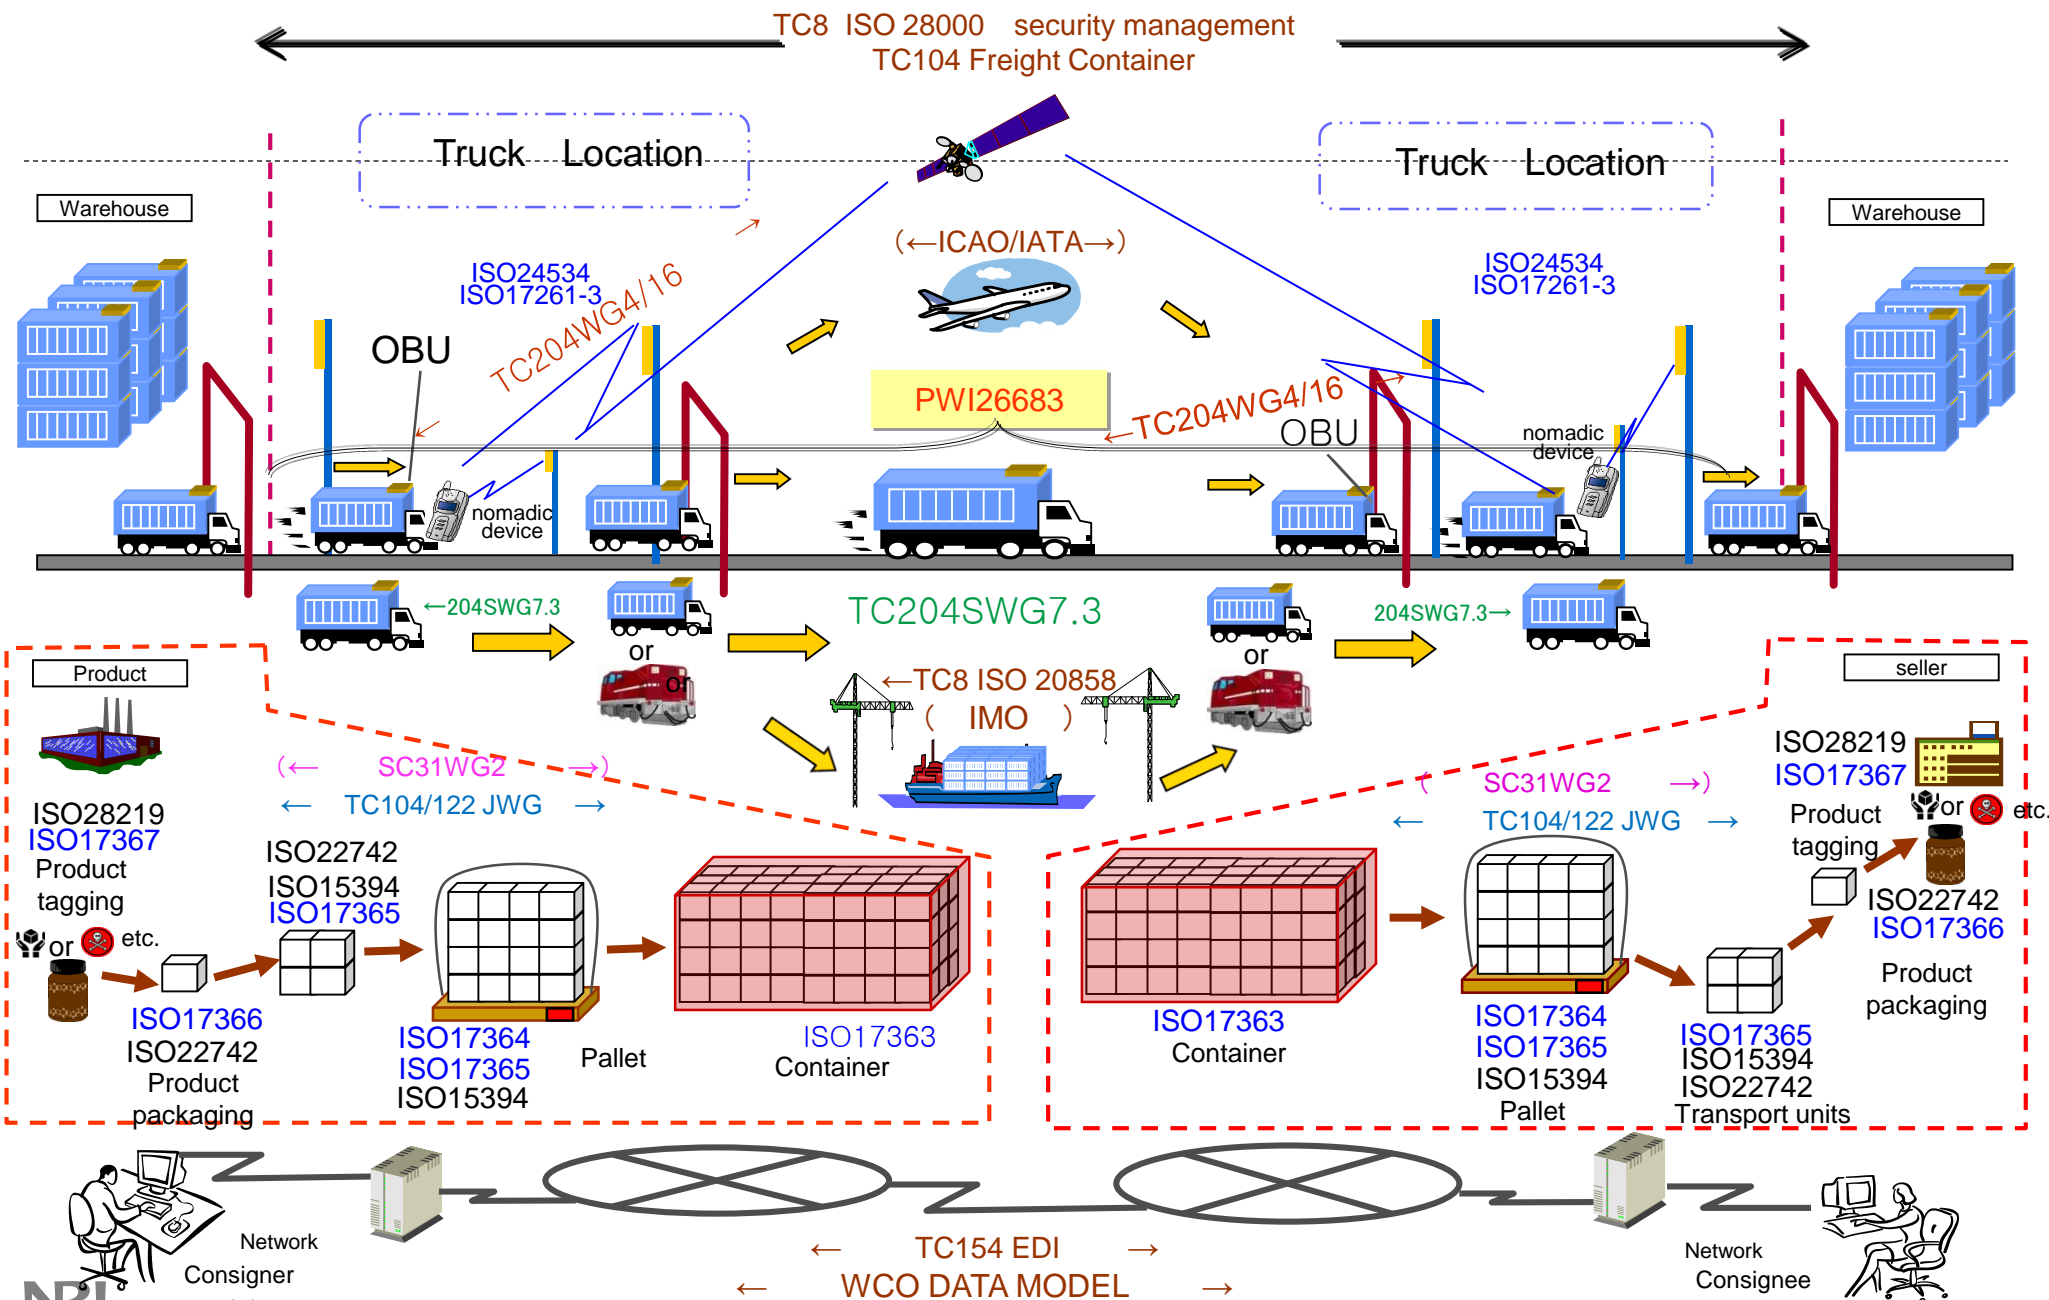 TC8 ISO 28000 security management
TC104 Freight Container
Truck Location
Truck Location
Warehouse
Warehouse
(←ICAO/IATA→)
ISO24534
ISO17261-3
ISO24534
ISO17261-3
TC204WG4/16
OBU
PWI26683
←TC204WG4/16→
OBU
nomadic
device
nomadic
device
←204SWG7.3
TC204SWG7.3
204SWG7.3→
or
or
or
Product
seller
←TC8 ISO 20858
( IMO )
(← SC31WG2 →)
← TC104/122 JWG →
( SC31WG2 →)
← TC104/122 JWG →
ISO28219
ISO17367
Product
tagging
or etc.
ISO22742
ISO15394
ISO17365
ISO17366
ISO22742
Product
packaging
ISO17364
ISO17365
ISO15394
Pallet
ISO17363
Container
ISO17363
Container
ISO17364
ISO17365
ISO15394
Pallet
ISO17365
ISO15394
ISO22742
Transport units
ISO28219
ISO17367
or etc.
Product
tagging
ISO22742
ISO17366
Product
packaging
Network
Consigner
← TC154 EDI →
← WCO DATA MODEL →
Network
Consignee